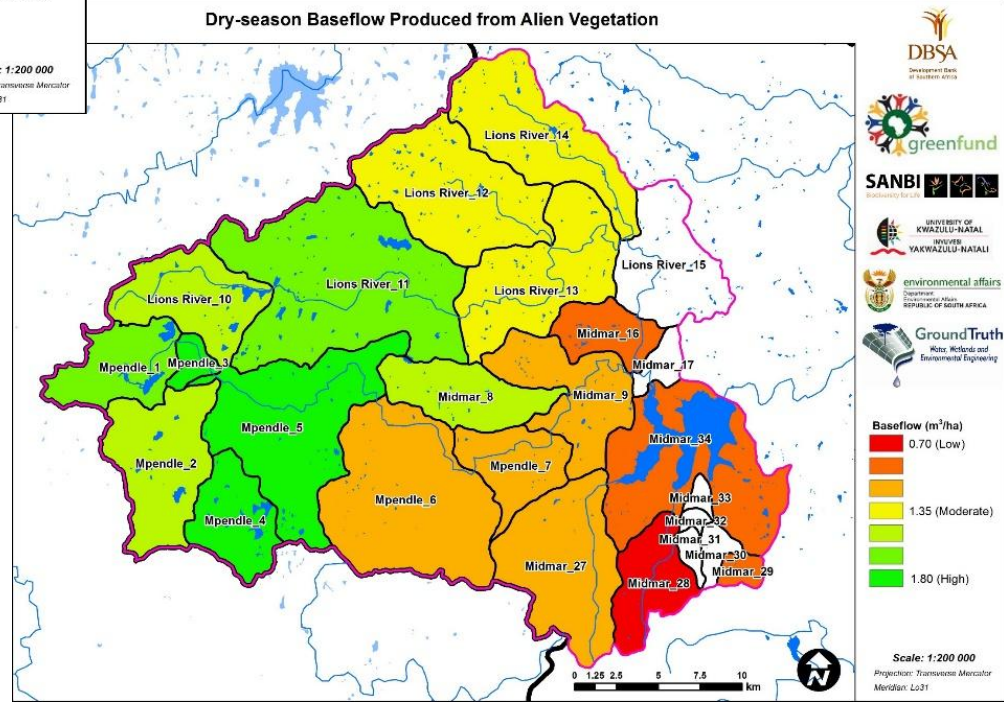 : 1:200 000
ransverse Mercator
31
Dry-season Baseflow Produced from Alien Vegetation
Lions River_14
Lions River_12
Lions River_15
Lions River_11
Lions River_13
Lions River_10
Midmar_16
Mpendle_1
Mpendle_3
Midmar_17
Midmar_8
Midmar_9
Mpendle_5
Midmar_34
Mpendle_2
Mpendle_7
Mpendle_6
Midmar_33
Mpendle_4
Midmar_32
Midmar_31
Midmar_30
Midmar_27
Midmar_29
Midmar_28
0 1.25 2.5 5 7.5 10
km
N
DBSA
Development Bank
of Southern Africa
greenfund
SANBI
Biodiversity for Life
UNIVERSITY OF
KWAZULU-NATAL
INYUVESI
YAKWAZULU-NATALI
environmental affairs
Department:
Environmental Affairs
REPUBLIC OF SOUTH AFRICA
GroundTruth
Water, Wetlands and
Environmental Engineering
Baseflow (m³/ha)
0.70 (Low)
1.35 (Moderate)
1.80 (High)
Scale: 1:200 000
Projection: Transverse Mercator
Meridian: Lo31